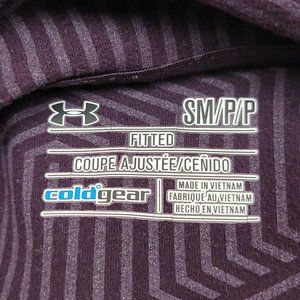 SM/P/P
FITTED
COUPE AJUSTÉE/CEÑIDO
coldgear
MADE IN VIETNAM
FABRIQUÉ AU VIETNAM
HECHO EN VIETNAM